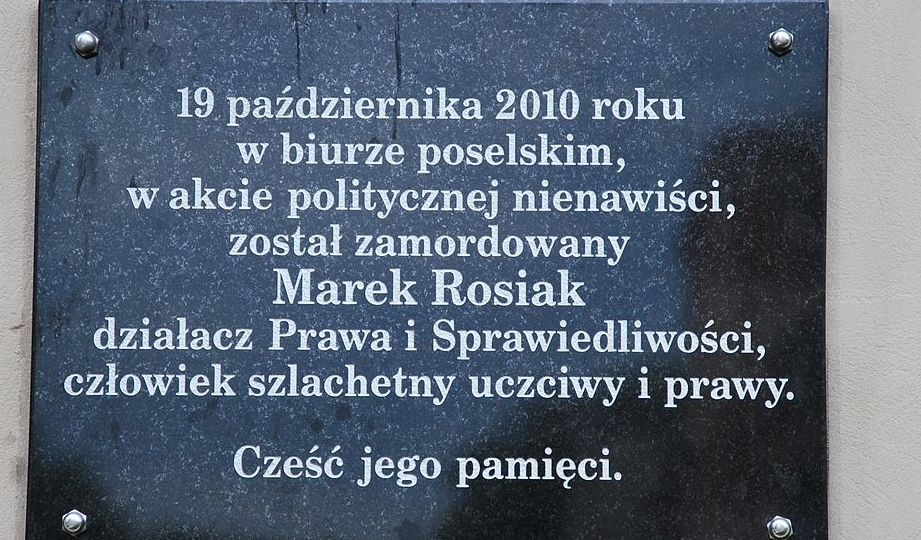 19 października 2010 roku
w biurze poselskim,
w akcie politycznej nienawiści,
został zamordowany
Marek Rosiak
działacz Prawa i Sprawiedliwości,
człowiek szlachetny uczciwy i prawy.
Cześć jego pamięci.